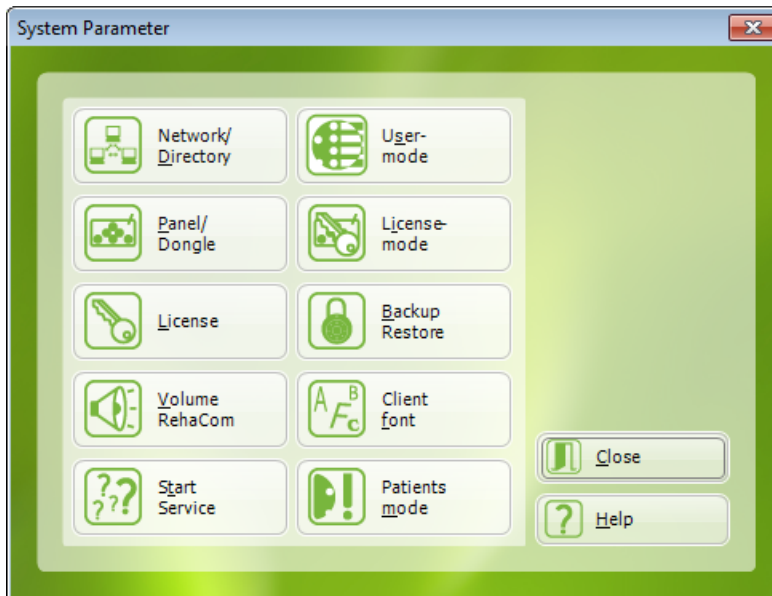 System Parameter
Network/
Directory
User-
mode
Panel/
Dongle
License-
mode
License
Backup
Restore
Volume
RehaCom
Client
font
Start
Service
Patients
mode
Close
Help